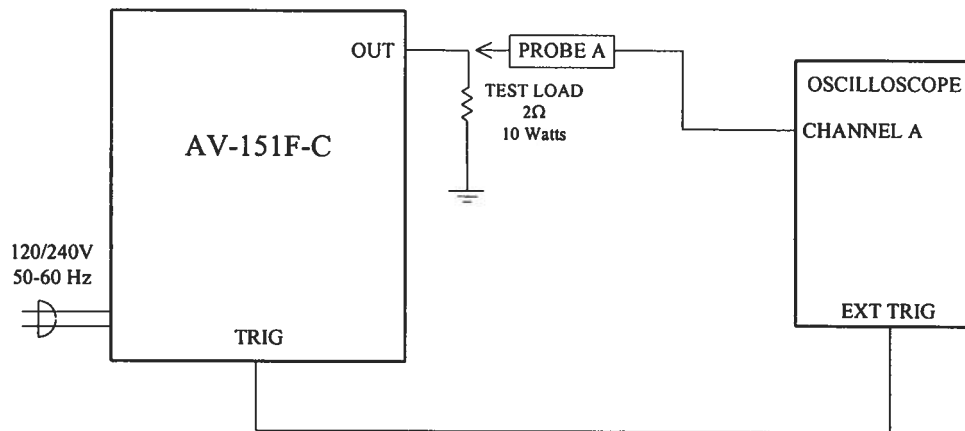 OUT
PROBE A
TEST LOAD
2Ω
10 Watts
OSCILLOSCOPE
CHANNEL A
AV-151F-C
120/240V
50-60 Hz
TRIG
EXT TRIG